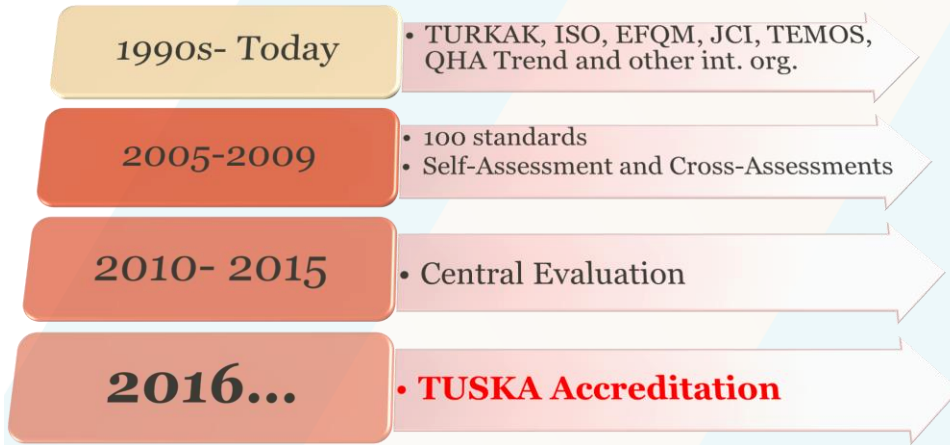 1990s- Today
• TURKAK, ISO, EFQM, JCI, TEMOS,
QHA Trend and other int. org.
2005-2009
• 100 standards
• Self-Assessment and Cross-Assessments
2010- 2015
• Central Evaluation
2016...
• TUSKA Accreditation